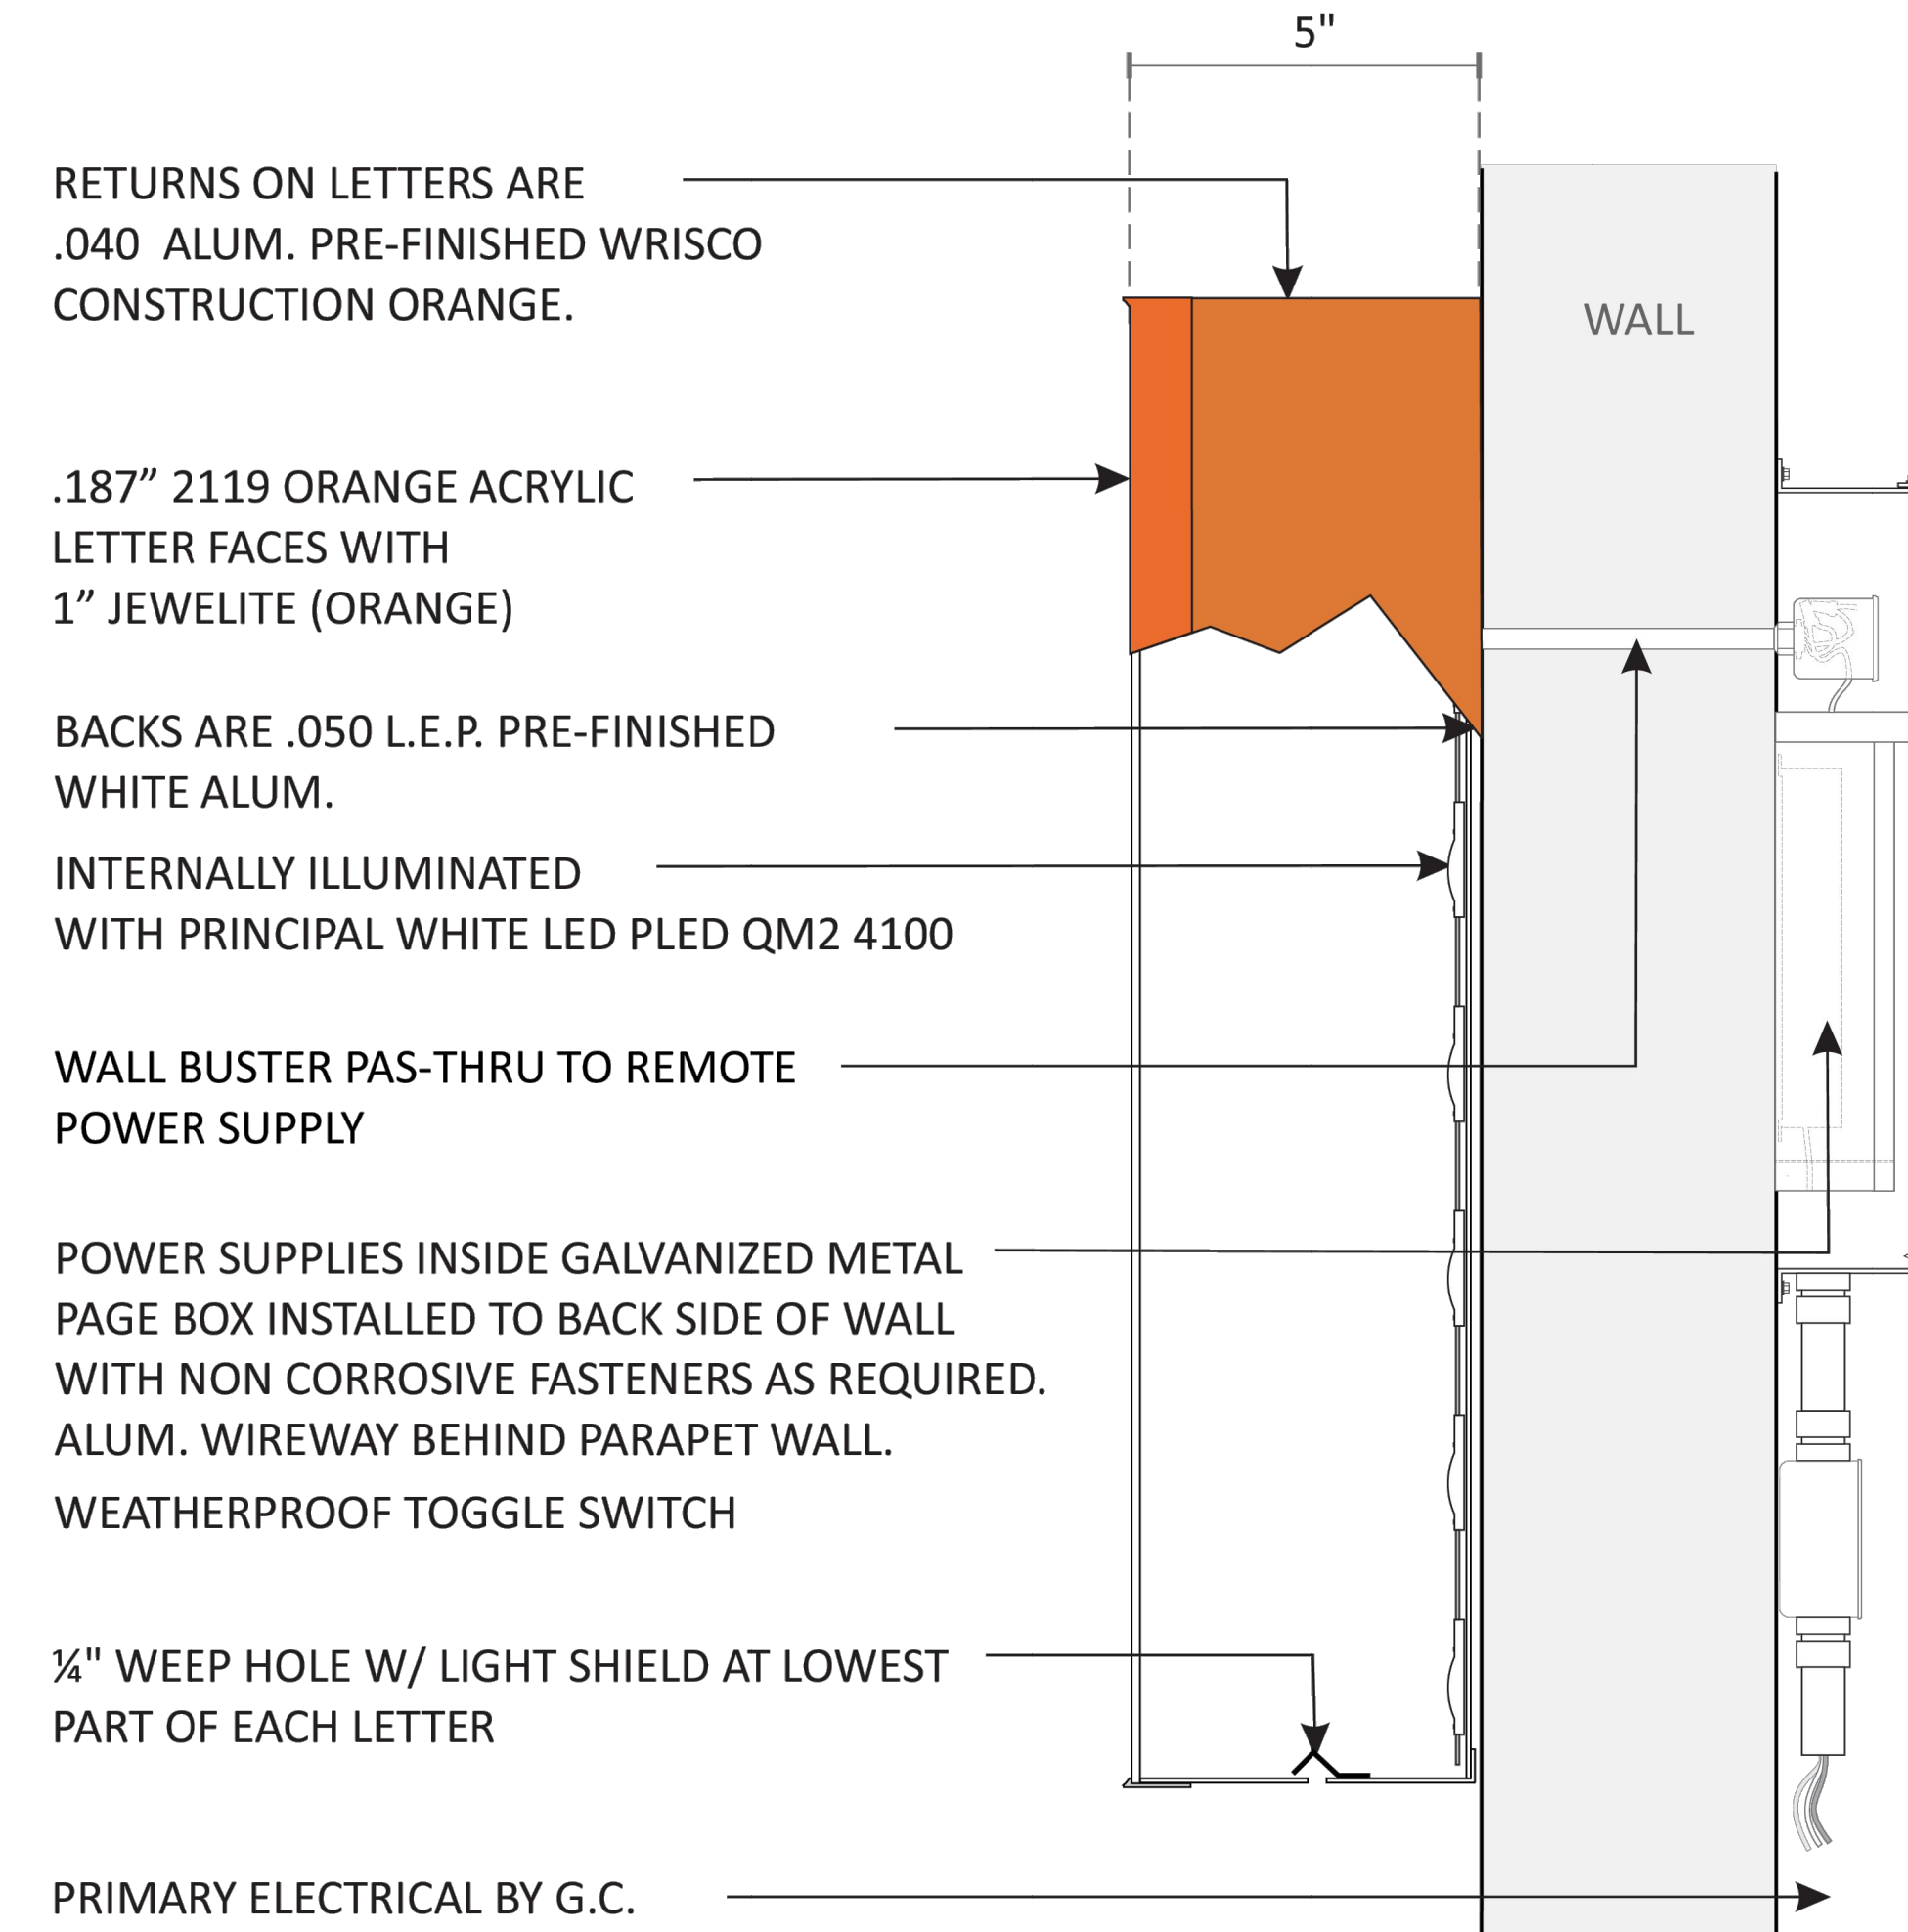 5"
RETURNS ON LETTERS ARE
.040  ALUM. PRE-FINISHED WRISCO
CONSTRUCTION ORANGE.
WALL
.187” 2119 ORANGE ACRYLIC
LETTER FACES WITH
1” JEWELITE (ORANGE)
BACKS ARE .050 L.E.P. PRE-FINISHED
WHITE ALUM.
INTERNALLY ILLUMINATED
WITH PRINCIPAL WHITE LED PLED QM2 4100
WALL BUSTER PAS-THRU TO REMOTE
POWER SUPPLY
POWER SUPPLIES INSIDE GALVANIZED METAL
PAGE BOX INSTALLED TO BACK SIDE OF WALL
WITH NON CORROSIVE FASTENERS AS REQUIRED.
ALUM. WIREWAY BEHIND PARAPET WALL.
WEATHERPROOF TOGGLE SWITCH
¼" WEEP HOLE W/ LIGHT SHIELD AT LOWEST
PART OF EACH LETTER
PRIMARY ELECTRICAL BY G.C.